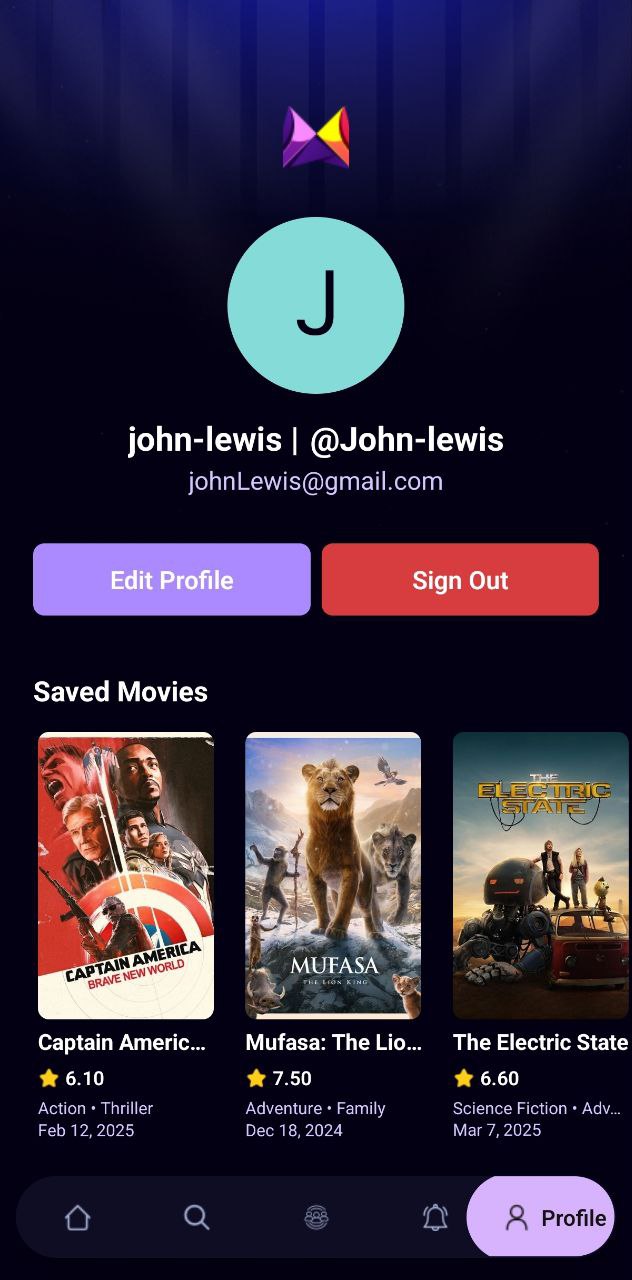 J
john-lewis | @John-lewis
johnLewis@gmail.com
Edit Profile
Sign Out
Saved Movies
CAPTAIN AMERICA
BRAVE NEW WORLD
MUFASA
THE LION KING
THE
ELECTRIC
STATE
Captain Americ...
Mufasa: The Lio...
The Electric State
6.10
7.50
6.60
Action • Thriller
Adventure • Family
Science Fiction • Adv...
Feb 12, 2025
Dec 18, 2024
Mar 7, 2025
Profile